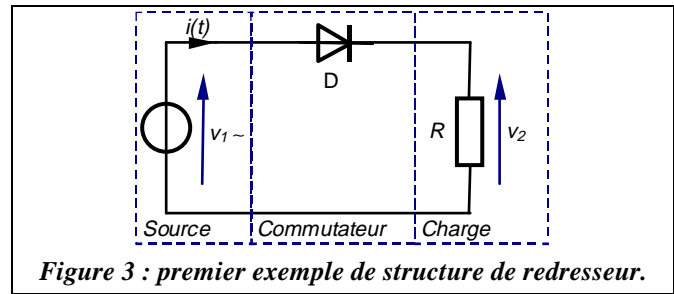 i(t)
D
v1 ~
R
v2
Source
Commutateur
Charge
Figure 3 : premier exemple de structure de redresseur.